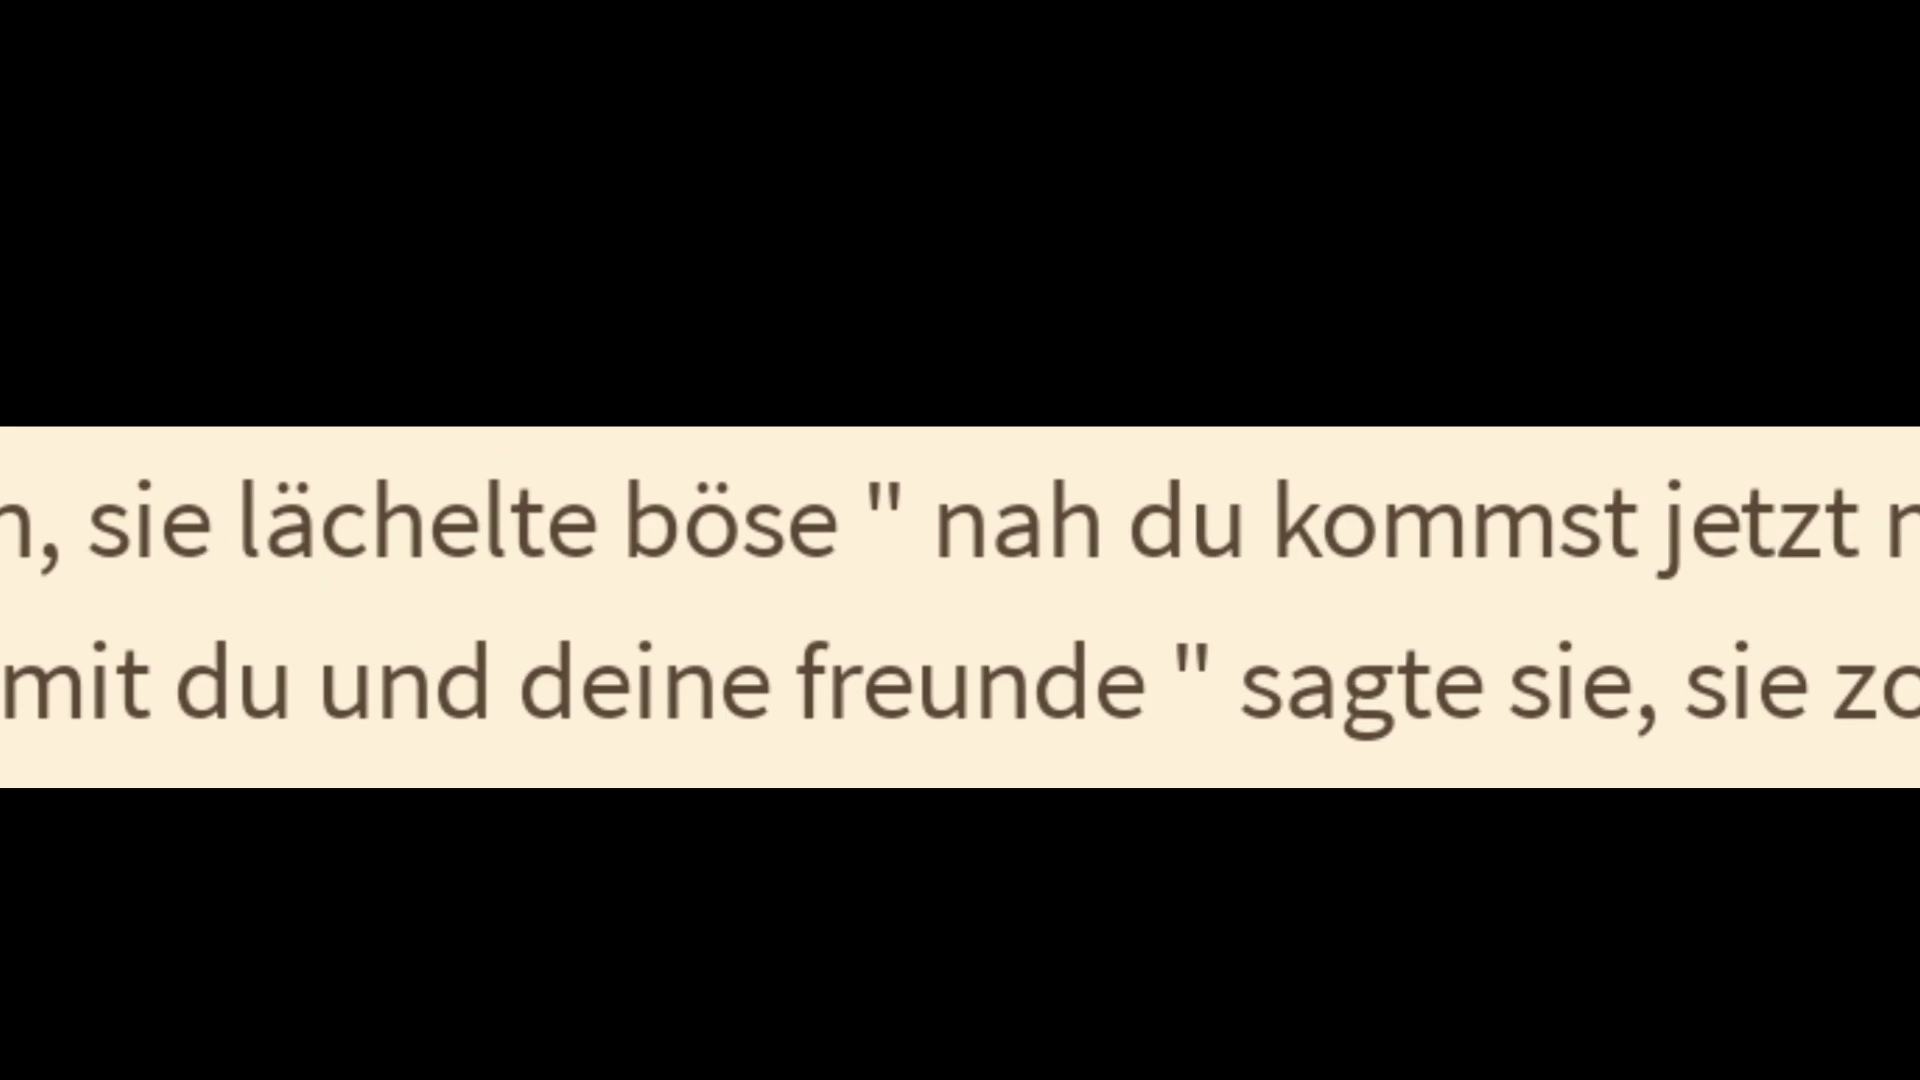 , sie lächelte böse " nah du kommst jetzt
mit du und deine freunde " sagte sie, sie